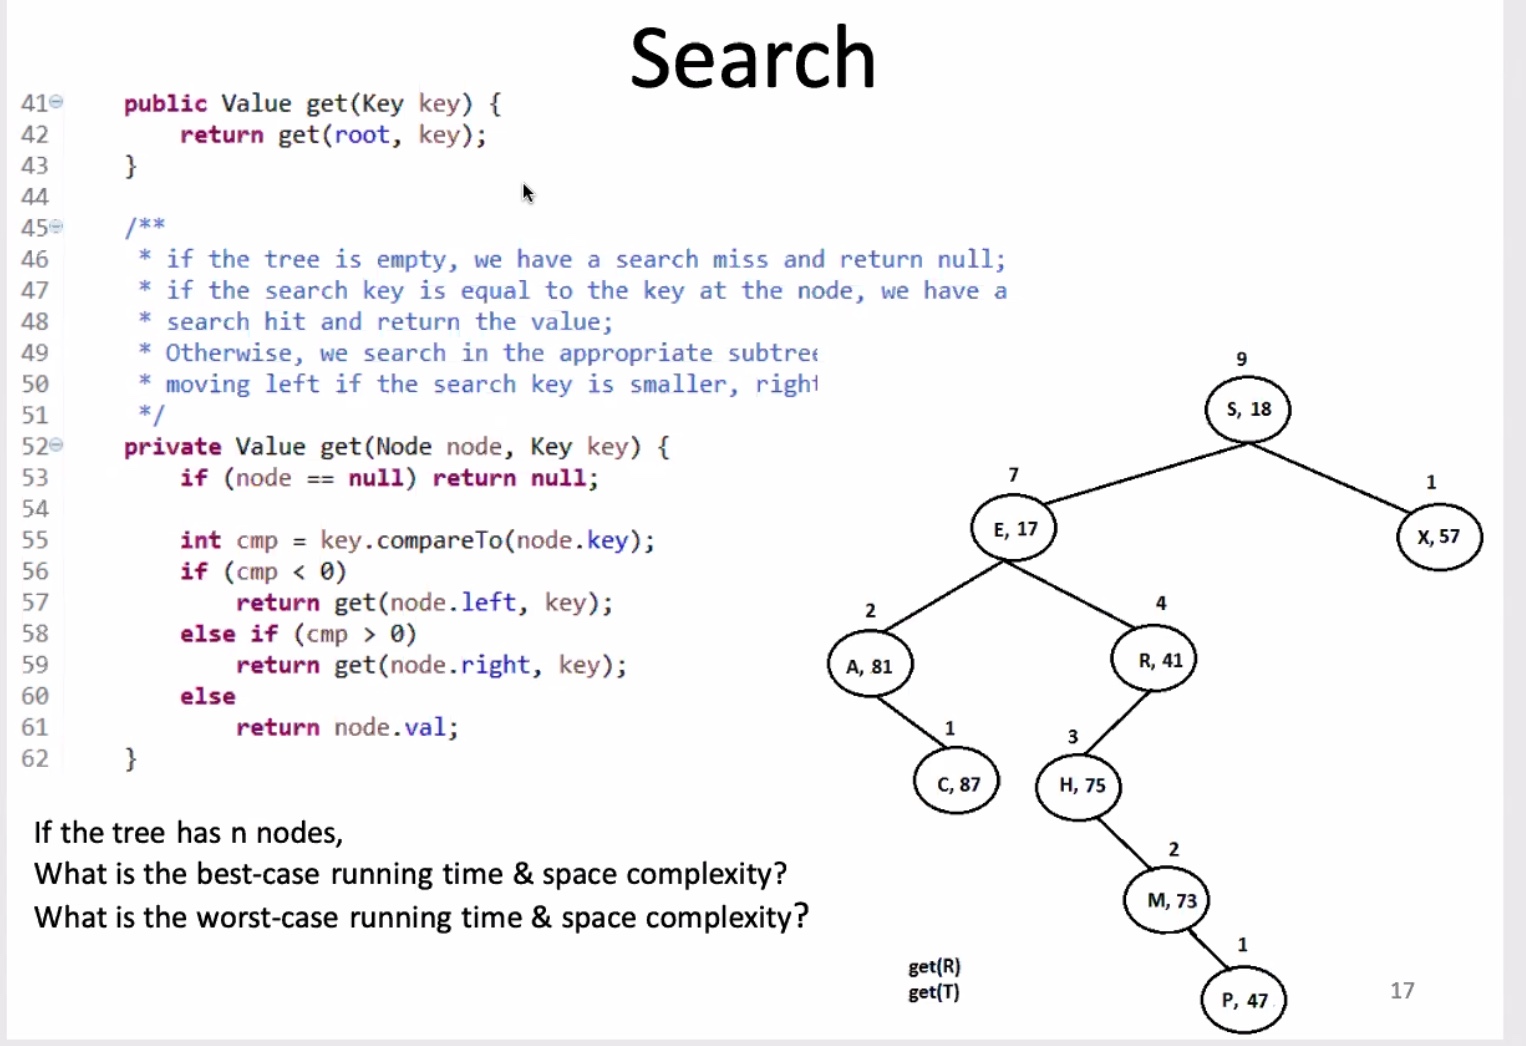 Search
41 public Value get(Key key) {
42 return get(root, key);
43 }
44
45 /**
46 * if the tree is empty, we have a search miss and return null;
47 * if the search key is equal to the key at the node, we have a
48 * search hit and return the value;
49 * Otherwise, we search in the appropriate subtree
50 * moving left if the search key is smaller, right
51 */
52 private Value get(Node node, Key key) {
53 if (node == null) return null;
54
55 int cmp = key.compareTo(node.key);
56 if (cmp < 0)
57 return get(node.left, key);
58 else if (cmp > 0)
59 return get(node.right, key);
60 else
61 return node.val;
62 }
If the tree has n nodes,
What is the best-case running time & space complexity?
What is the worst-case running time & space complexity?
9
S, 18
7
E, 17
1
X, 57
2
A, 81
4
R, 41
1
C, 87
3
H, 75
2
M, 73
1
P, 47
get(R)
get(T)
17